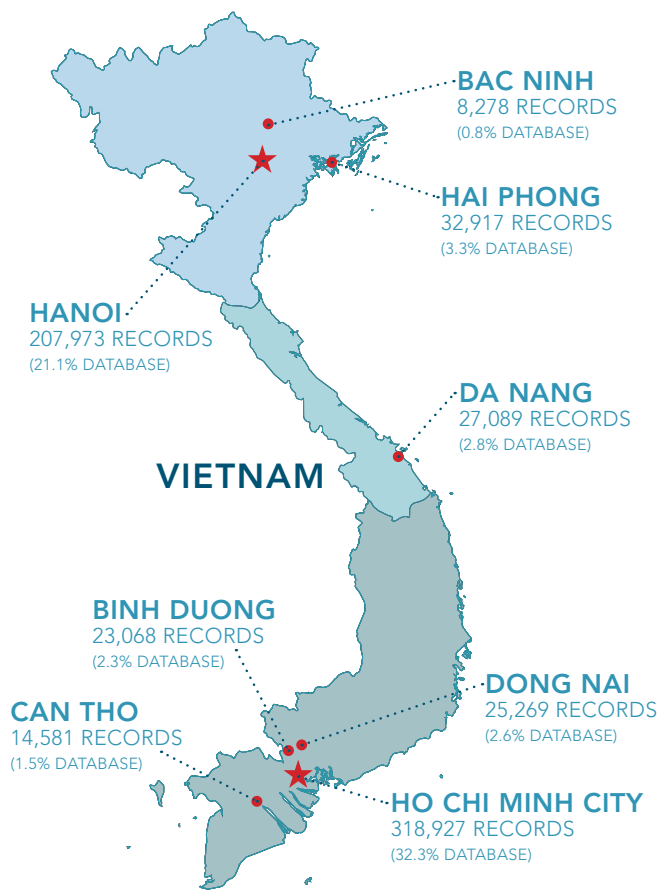 BAC NINH
8,278 RECORDS
(0.8% DATABASE)
HAI PHONG
32,917 RECORDS
(3.3% DATABASE)
HANOI
207,973 RECORDS
(21.1% DATABASE)
DA NANG
27,089 RECORDS
(2.8% DATABASE)
VIETNAM
BINH DUONG
23,068 RECORDS
(2.3% DATABASE)
DONG NAI
25,269 RECORDS
(2.6% DATABASE)
CAN THO
14,581 RECORDS
(1.5% DATABASE)
HO CHI MINH CITY
318,927 RECORDS
(32.3% DATABASE)